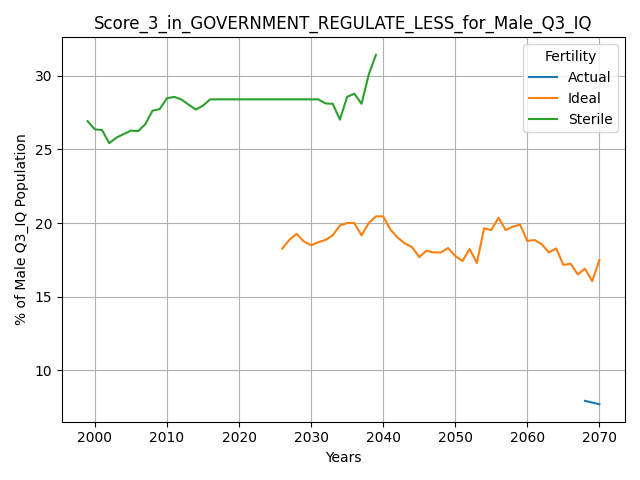 Score_3_in_GOVERNMENT_REGULATE_LESS_for_Male_Q3_IQ
Fertility
Actual
Ideal
Sterile
% of Male Q3_IQ Population
30
25
20
15
10
2000 2010 2020 2030 2040 2050 2060 2070
Years